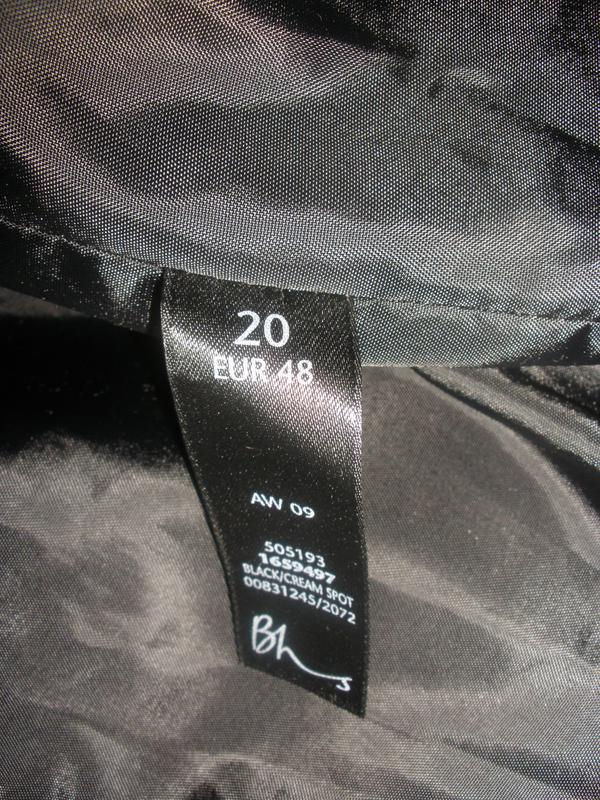 20
EUR 48
AW 09
505193
1659497
BLACK/CREAM SPOT
00831245/2072
Bhs